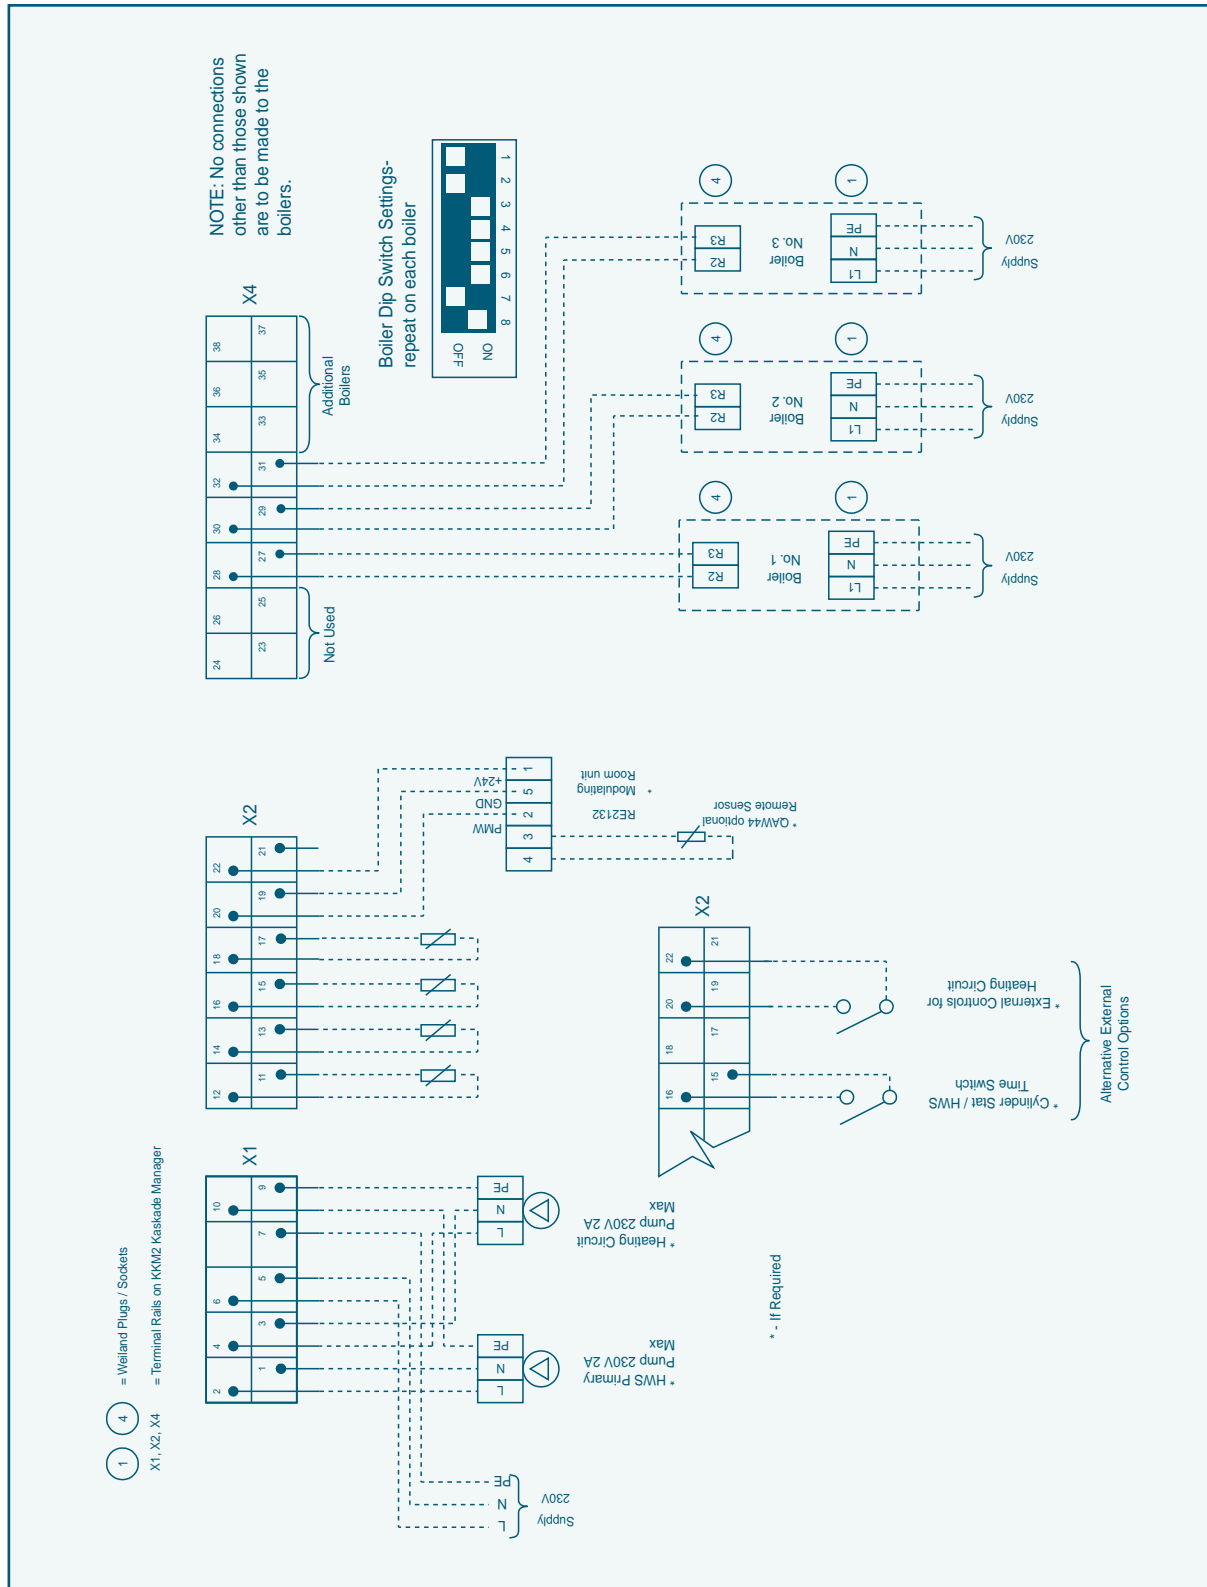 1 4 = Weiland Plugs / Sockets
X1, X2, X4 = Terminal Rails on KKM2 Kaskade Manager
X1
2
4
6
10
1
3
5
7
9
X2
12
14
16
18
20
22
11
13
15
17
19
21
X4
24
26
28
30
32
34
36
38
23
25
27
29
31
33
35
37
Not Used
Additional
Boilers
NOTE: No connections
other than those shown
are to be made to the
boilers.
Boiler Dip Switch Settings-
repeat on each boiler
OFF
ON
8 7 6 5 4 3 2 1
L
N
PE
230V
Supply
L
N
PE
* HWS Primary
Pump 230V 2A
Max
L
N
PE
* Heating Circuit
Pump 230V 2A
Max
* - If Required
4
3
2
5
1
PMW
GND
+24V
RE2132
Modulating
Room unit
*
* QAW44 optional
Remote Sensor
X2
16
18
20
22
15
17
19
21
* Cylinder Stat / HWS
Time Switch
* External Controls for
Heating Circuit
Alternative External
Control Options
R2
R3
4
Boiler
No. 1
L1
N
PE
1
230V
Supply
R2
R3
4
Boiler
No. 2
L1
N
PE
1
230V
Supply
R2
R3
4
Boiler
No. 3
L1
N
PE
1
230V
Supply